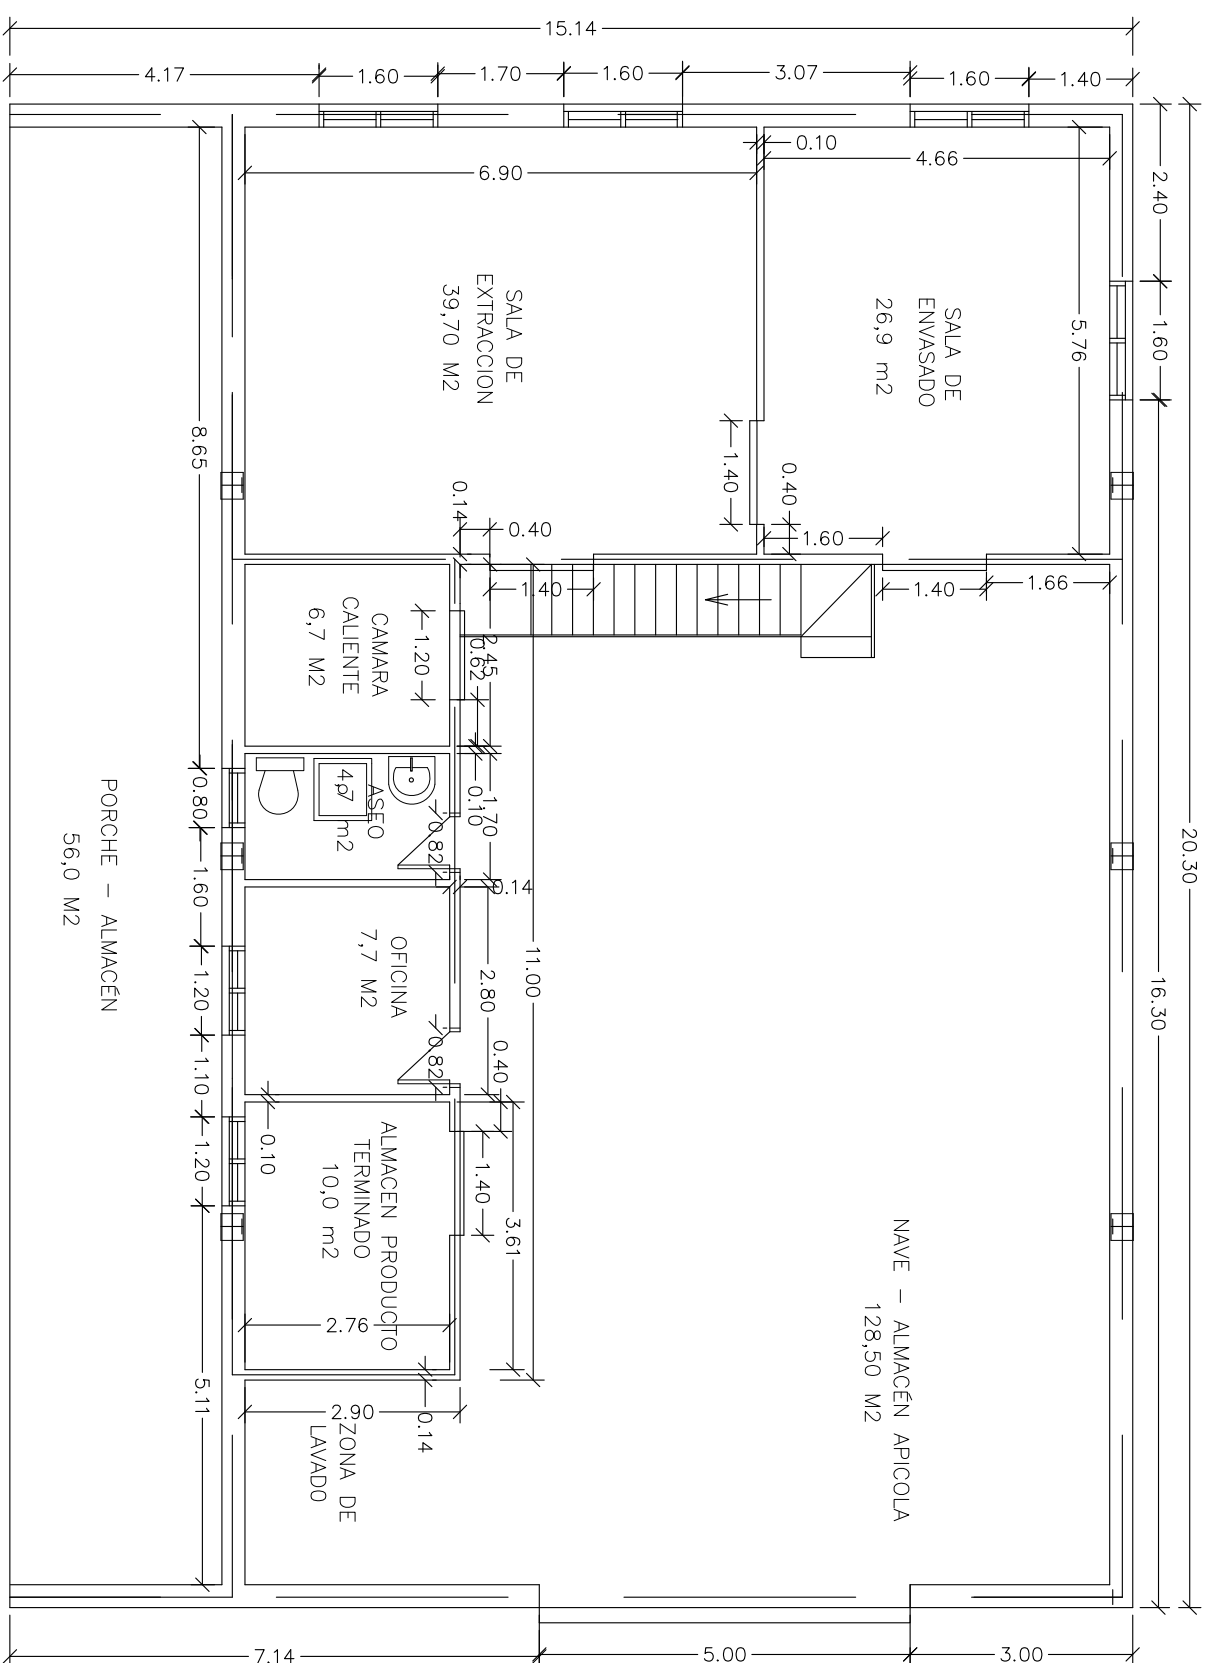 15.14
4.17
1.60
1.70
1.60
3.07
1.60
1.40
0.10
4.66
6.90
2.40
1.60
5.76
20.30
16.30
SALA DE
EXTRACCION
39,70 M2
SALA DE
ENVASADO
26,9 m2
8.65
1.40
0.40
0.14
0.40
1.60
1.40
1.40
1.66
CAMARA
CALIENTE
6,7 M2
1.20
2.45
0.62
0.10
1.70
ASEO
4,7 m2
0.82
0.14
0.80
1.60
1.20
1.10
1.20
5.11
PORCHE – ALMACÉN
56,0 M2
OFICINA
7,7 M2
0.82
2.80
11.00
0.40
0.10
ALMACEN PRODUCTO
TERMINADO
10,0 m2
1.40
3.61
2.76
2.90
0.14
ZONA DE
LAVADO
NAVE – ALMACÉN APICOLA
128,50 M2
7.14
5.00
3.00